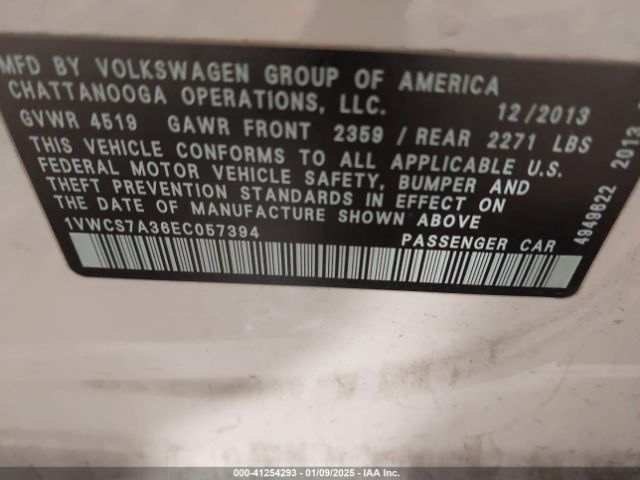 MFD BY VOLKSWAGEN GROUP OF AMERICA
CHATTANOOGA OPERATIONS, LLC. 12/2013
GVWR 4519 GAWR FRONT 2359 / REAR 2271 LBS
THIS VEHICLE CONFORMS TO ALL APPLICABLE U.S.
FEDERAL MOTOR VEHICLE SAFETY, BUMPER AND
THEFT PREVENTION STANDARDS IN EFFECT ON
THE DATE OF MANUFACTURE SHOWN ABOVE
1VWCS7A36EC057394 PASSENGER CAR
4949622 2013
000-41254293 - 01/09/2025 - IAA Inc.